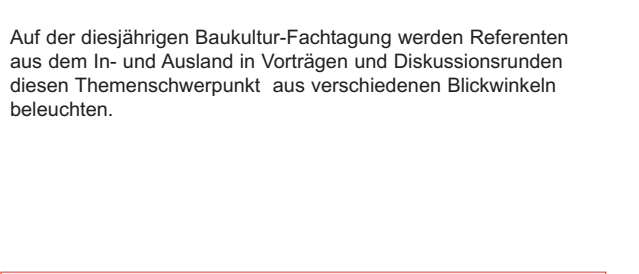 Auf der diesjährigen Baukultur-Fachtagung werden Referenten
aus dem In- und Ausland in Vorträgen und Diskussionsrunden
diesen Themenschwerpunkt aus verschiedenen Blickwinkeln
beleuchten.